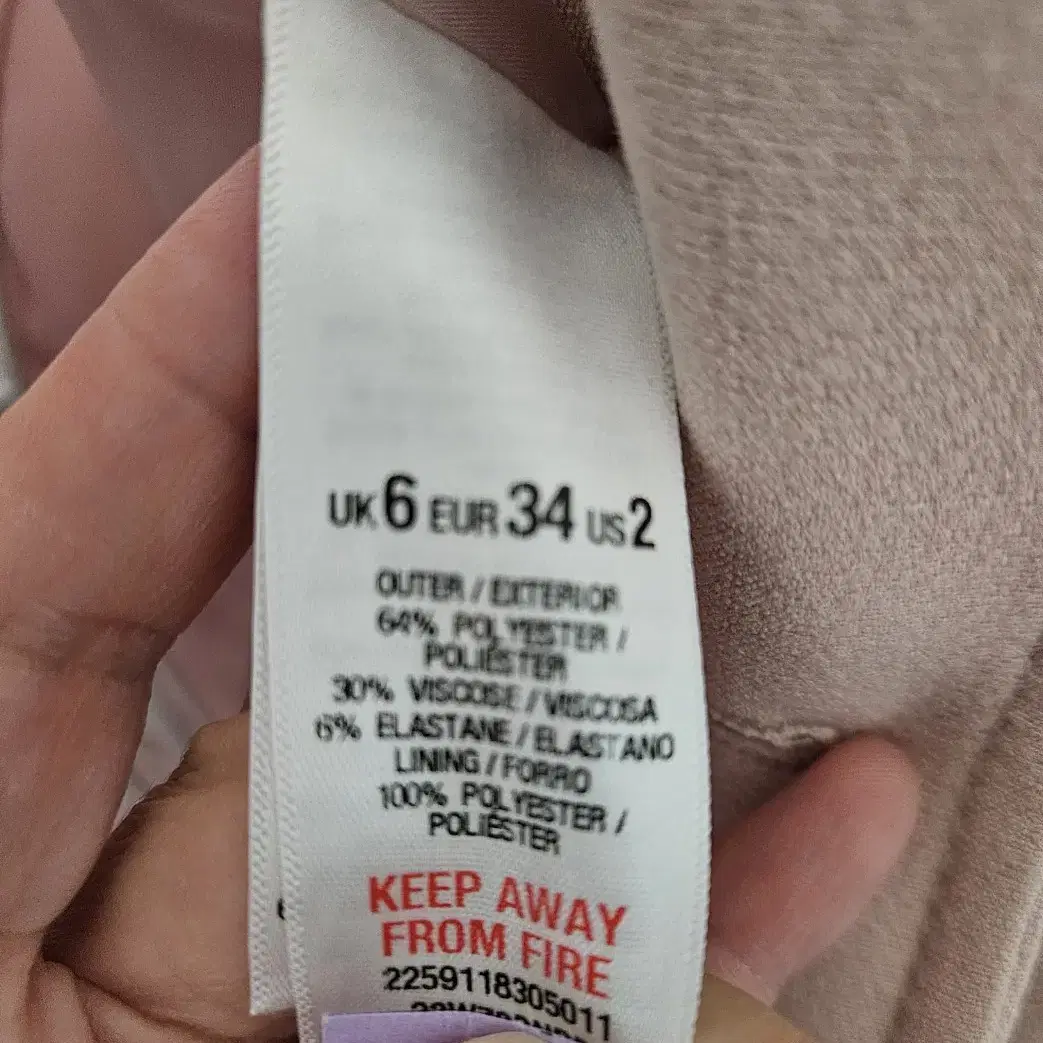 UK 6 EUR 34 US 2
OUTER / EXTERIOR
64% POLYESTER /
POLIÉSTER
30% VISCOSE / VISCOSA
6% ELASTANE / ELASTANO
LINING / FORRO
100% POLYESTER /
POLIÉSTER
KEEP AWAY
FROM FIRE
2259118305011